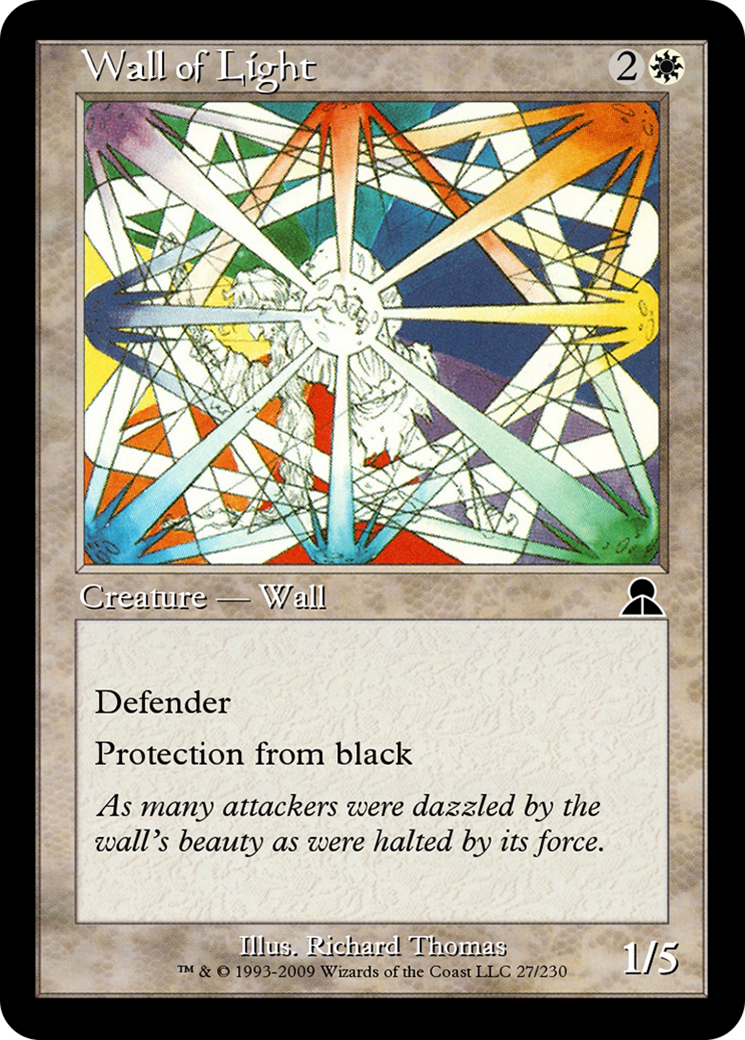 Wall of Light 2
Creature — Wall
Defender
Protection from black
As many attackers were dazzled by the
wall's beauty as were halted by its force.
Illus. Richard Thomas
™ & © 1993-2009 Wizards of the Coast LLC 27/230
1/5